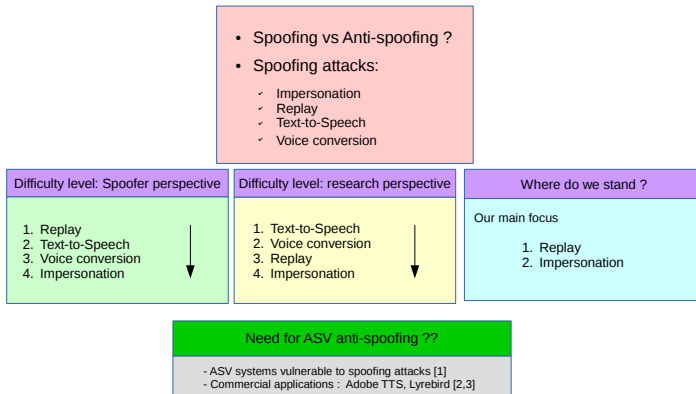 • Spoofing vs Anti-spoofing ?
• Spoofing attacks:
✓ Impersonation
✓ Replay
✓ Text-to-Speech
✓ Voice conversion
Difficulty level: Spoofer perspective
1. Replay
2. Text-to-Speech
3. Voice conversion
4. Impersonation
Difficulty level: research perspective
1. Text-to-Speech
2. Voice conversion
3. Replay
4. Impersonation
Where do we stand ?
Our main focus
1. Replay
2. Impersonation
Need for ASV anti-spoofing ??
- ASV systems vulnerable to spoofing attacks [1]
- Commercial applications : Adobe TTS, Lyrebird [2,3]